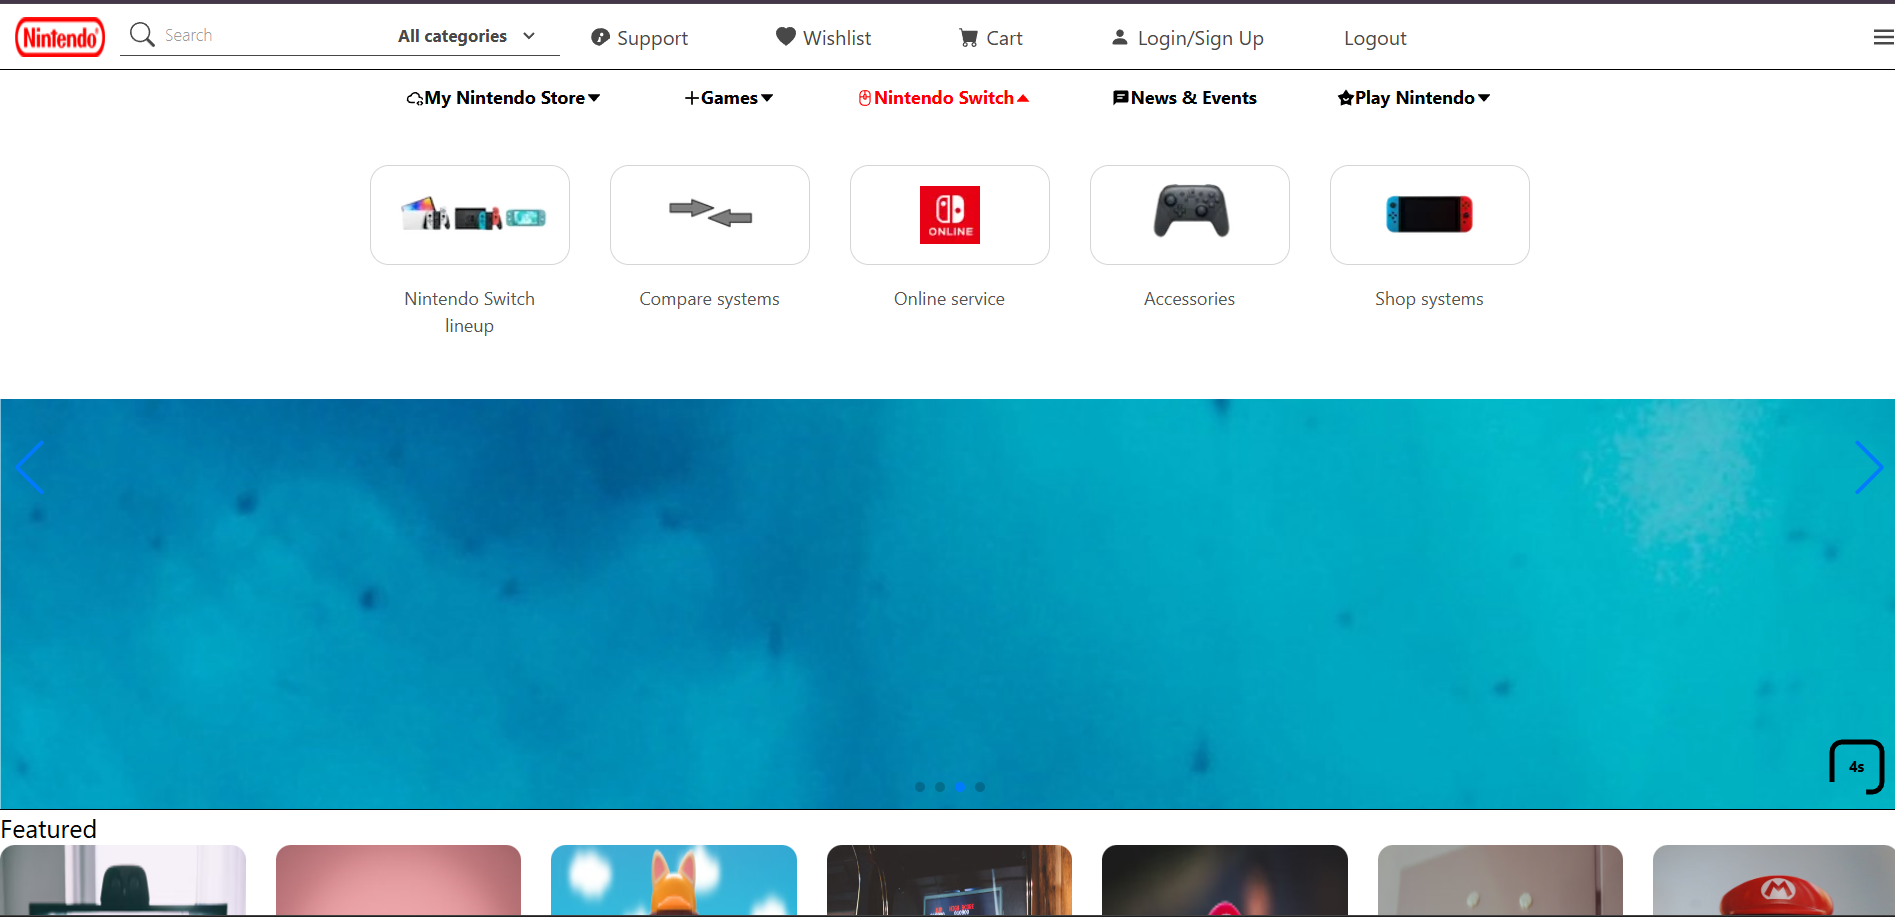 Nintendo
Search
All categories
Support
Wishlist
Cart
Login/Sign Up
Logout
My Nintendo Store
Games
Nintendo Switch
News & Events
Play Nintendo
ONLINE
Nintendo Switch
lineup
Compare systems
Online service
Accessories
Shop systems
4s
Featured
M